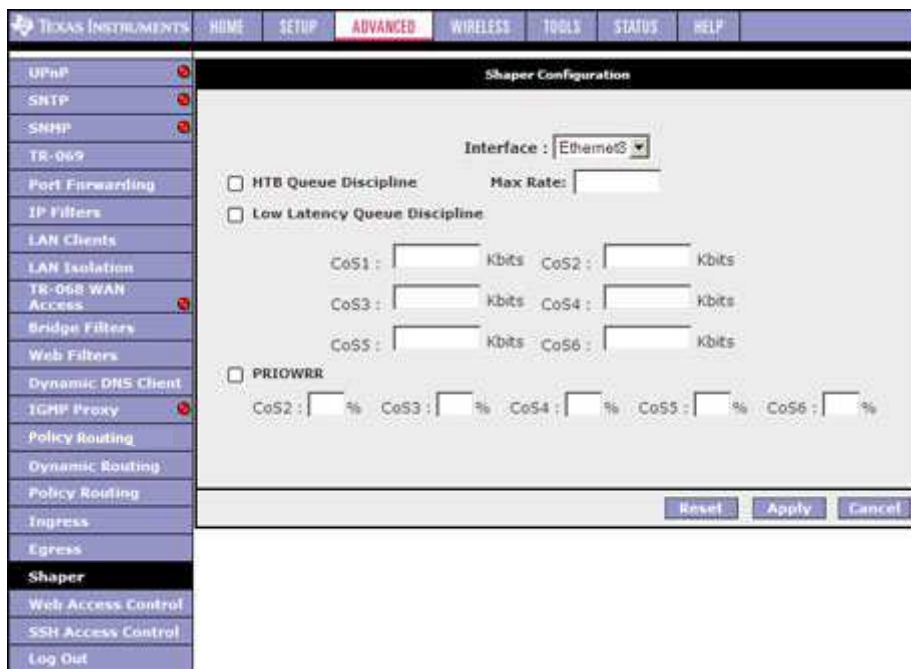 TEXAS INSTRUMENTS HOME SETUP ADVANCED WIRELESS TOOLS STATUS HELP
UPnP
SNTP
SNMP
TR-069
Port Forwarding
IP Filters
LAN Clients
LAN Isolation
TR-068 WAN
Access
Bridge Filters
Web Filters
Dynamic DNS Client
IGMP Proxy
Policy Routing
Dynamic Routing
Policy Routing
Ingress
Egress
Shaper
Web Access Control
SSH Access Control
Log Out
Shaper Configuration
Interface : Ethernet3
HTB Queue Discipline Max Rate:
Low Latency Queue Discipline
CoS1 : Kbits CoS2 : Kbits
CoS3 : Kbits CoS4 : Kbits
CoS5 : Kbits CoS6 : Kbits
PRIOWRR
CoS2 : % CoS3 : % CoS4 : % CoS5 : % CoS6 : %
Reset Apply Cancel